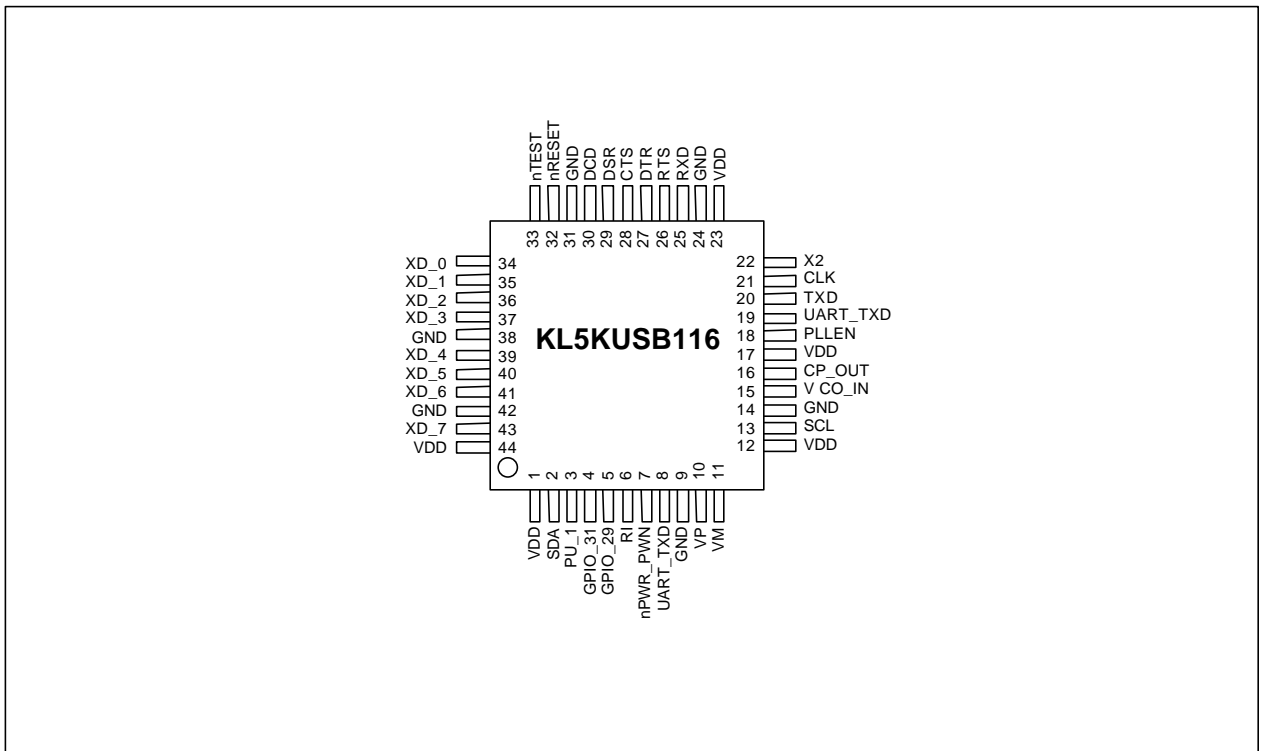 nTEST
nRESET
GND
DCD
DSR
CTS
DTR
RTS
RXD
GND
VDD
33
32
31
30
29
28
27
26
25
24
23
XD_0 34
XD_1 35
XD_2 36
XD_3 37
GND 38
XD_4 39
XD_5 40
XD_6 41
GND 42
XD_7 43
VDD 44
KL5KUSB116
22 X2
21 CLK
20 TXD
19 UART_TXD
18 PLLEN
17 VDD
16 CP_OUT
15 V CO_IN
14 GND
13 SCL
12 VDD
1
2
3
4
5
6
7
8
9
10
11
VDD
SDA
PU_1
GPIO_31
GPIO_29
RI
nPWR_PWN
UART_TXD
GND
VP
VM